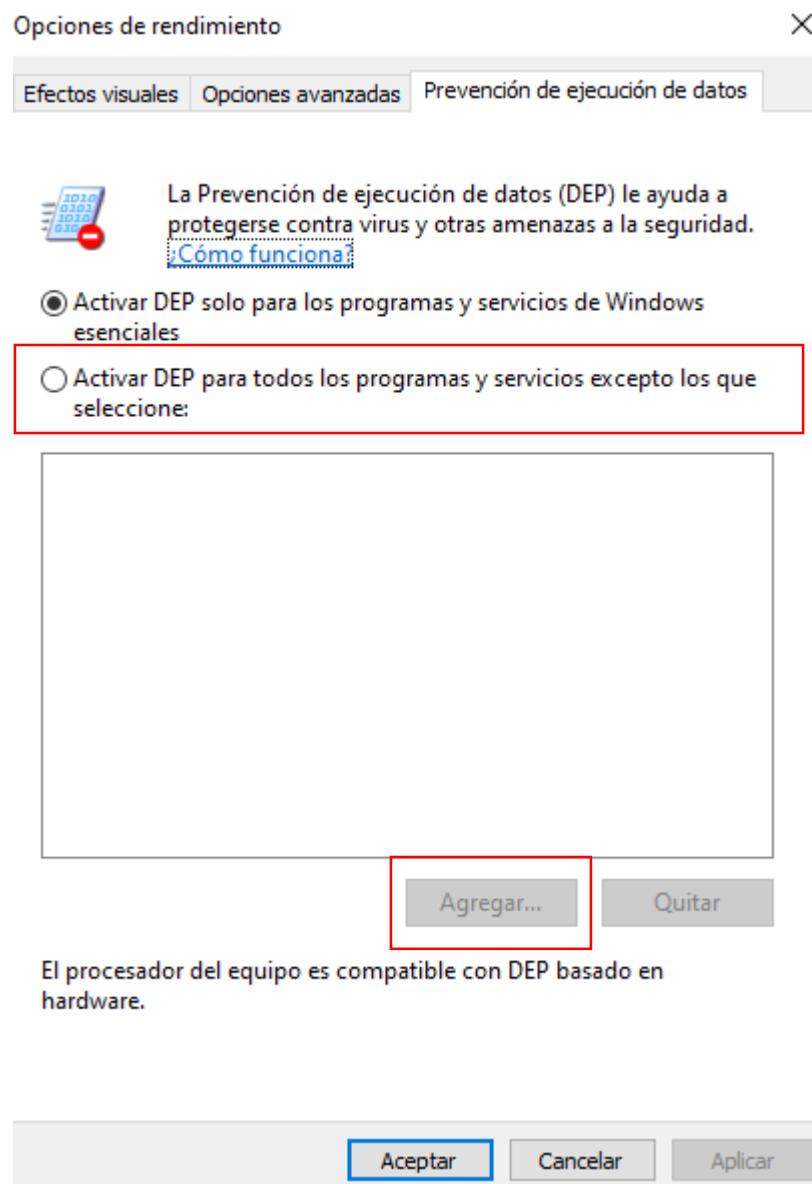 Opciones de rendimiento
Efectos visuales Opciones avanzadas Prevención de ejecución de datos
La Prevención de ejecución de datos (DEP) le ayuda a
protegerse contra virus y otras amenazas a la seguridad.
¿Cómo funciona?
Activar DEP solo para los programas y servicios de Windows
esenciales
Activar DEP para todos los programas y servicios excepto los que
seleccione:
Agregar... Quitar
El procesador del equipo es compatible con DEP basado en
hardware.
Aceptar Cancelar Aplicar